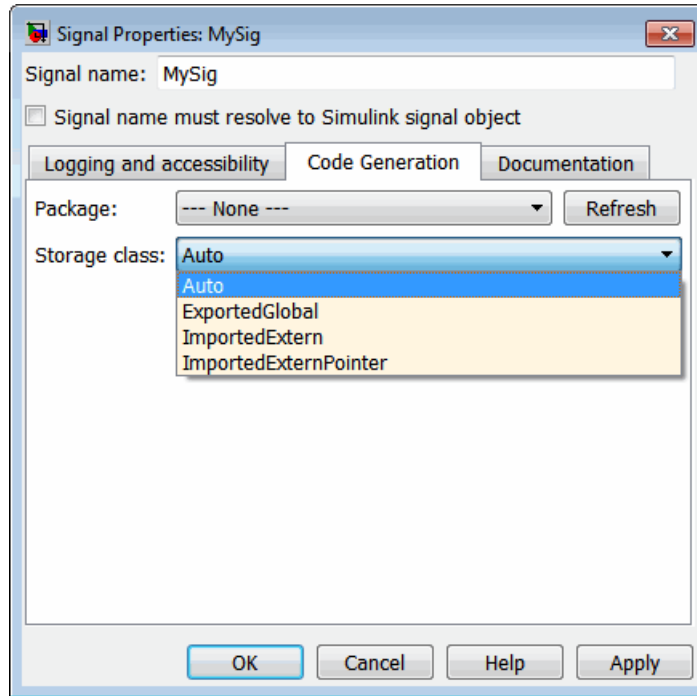 Signal Properties: MySig
Signal name: MySig
Signal name must resolve to Simulink signal object
Logging and accessibility Code Generation Documentation
Package: --- None --- Refresh
Storage class: Auto
Auto
ExportedGlobal
ImportedExtern
ImportedExternPointer
OK Cancel Help Apply